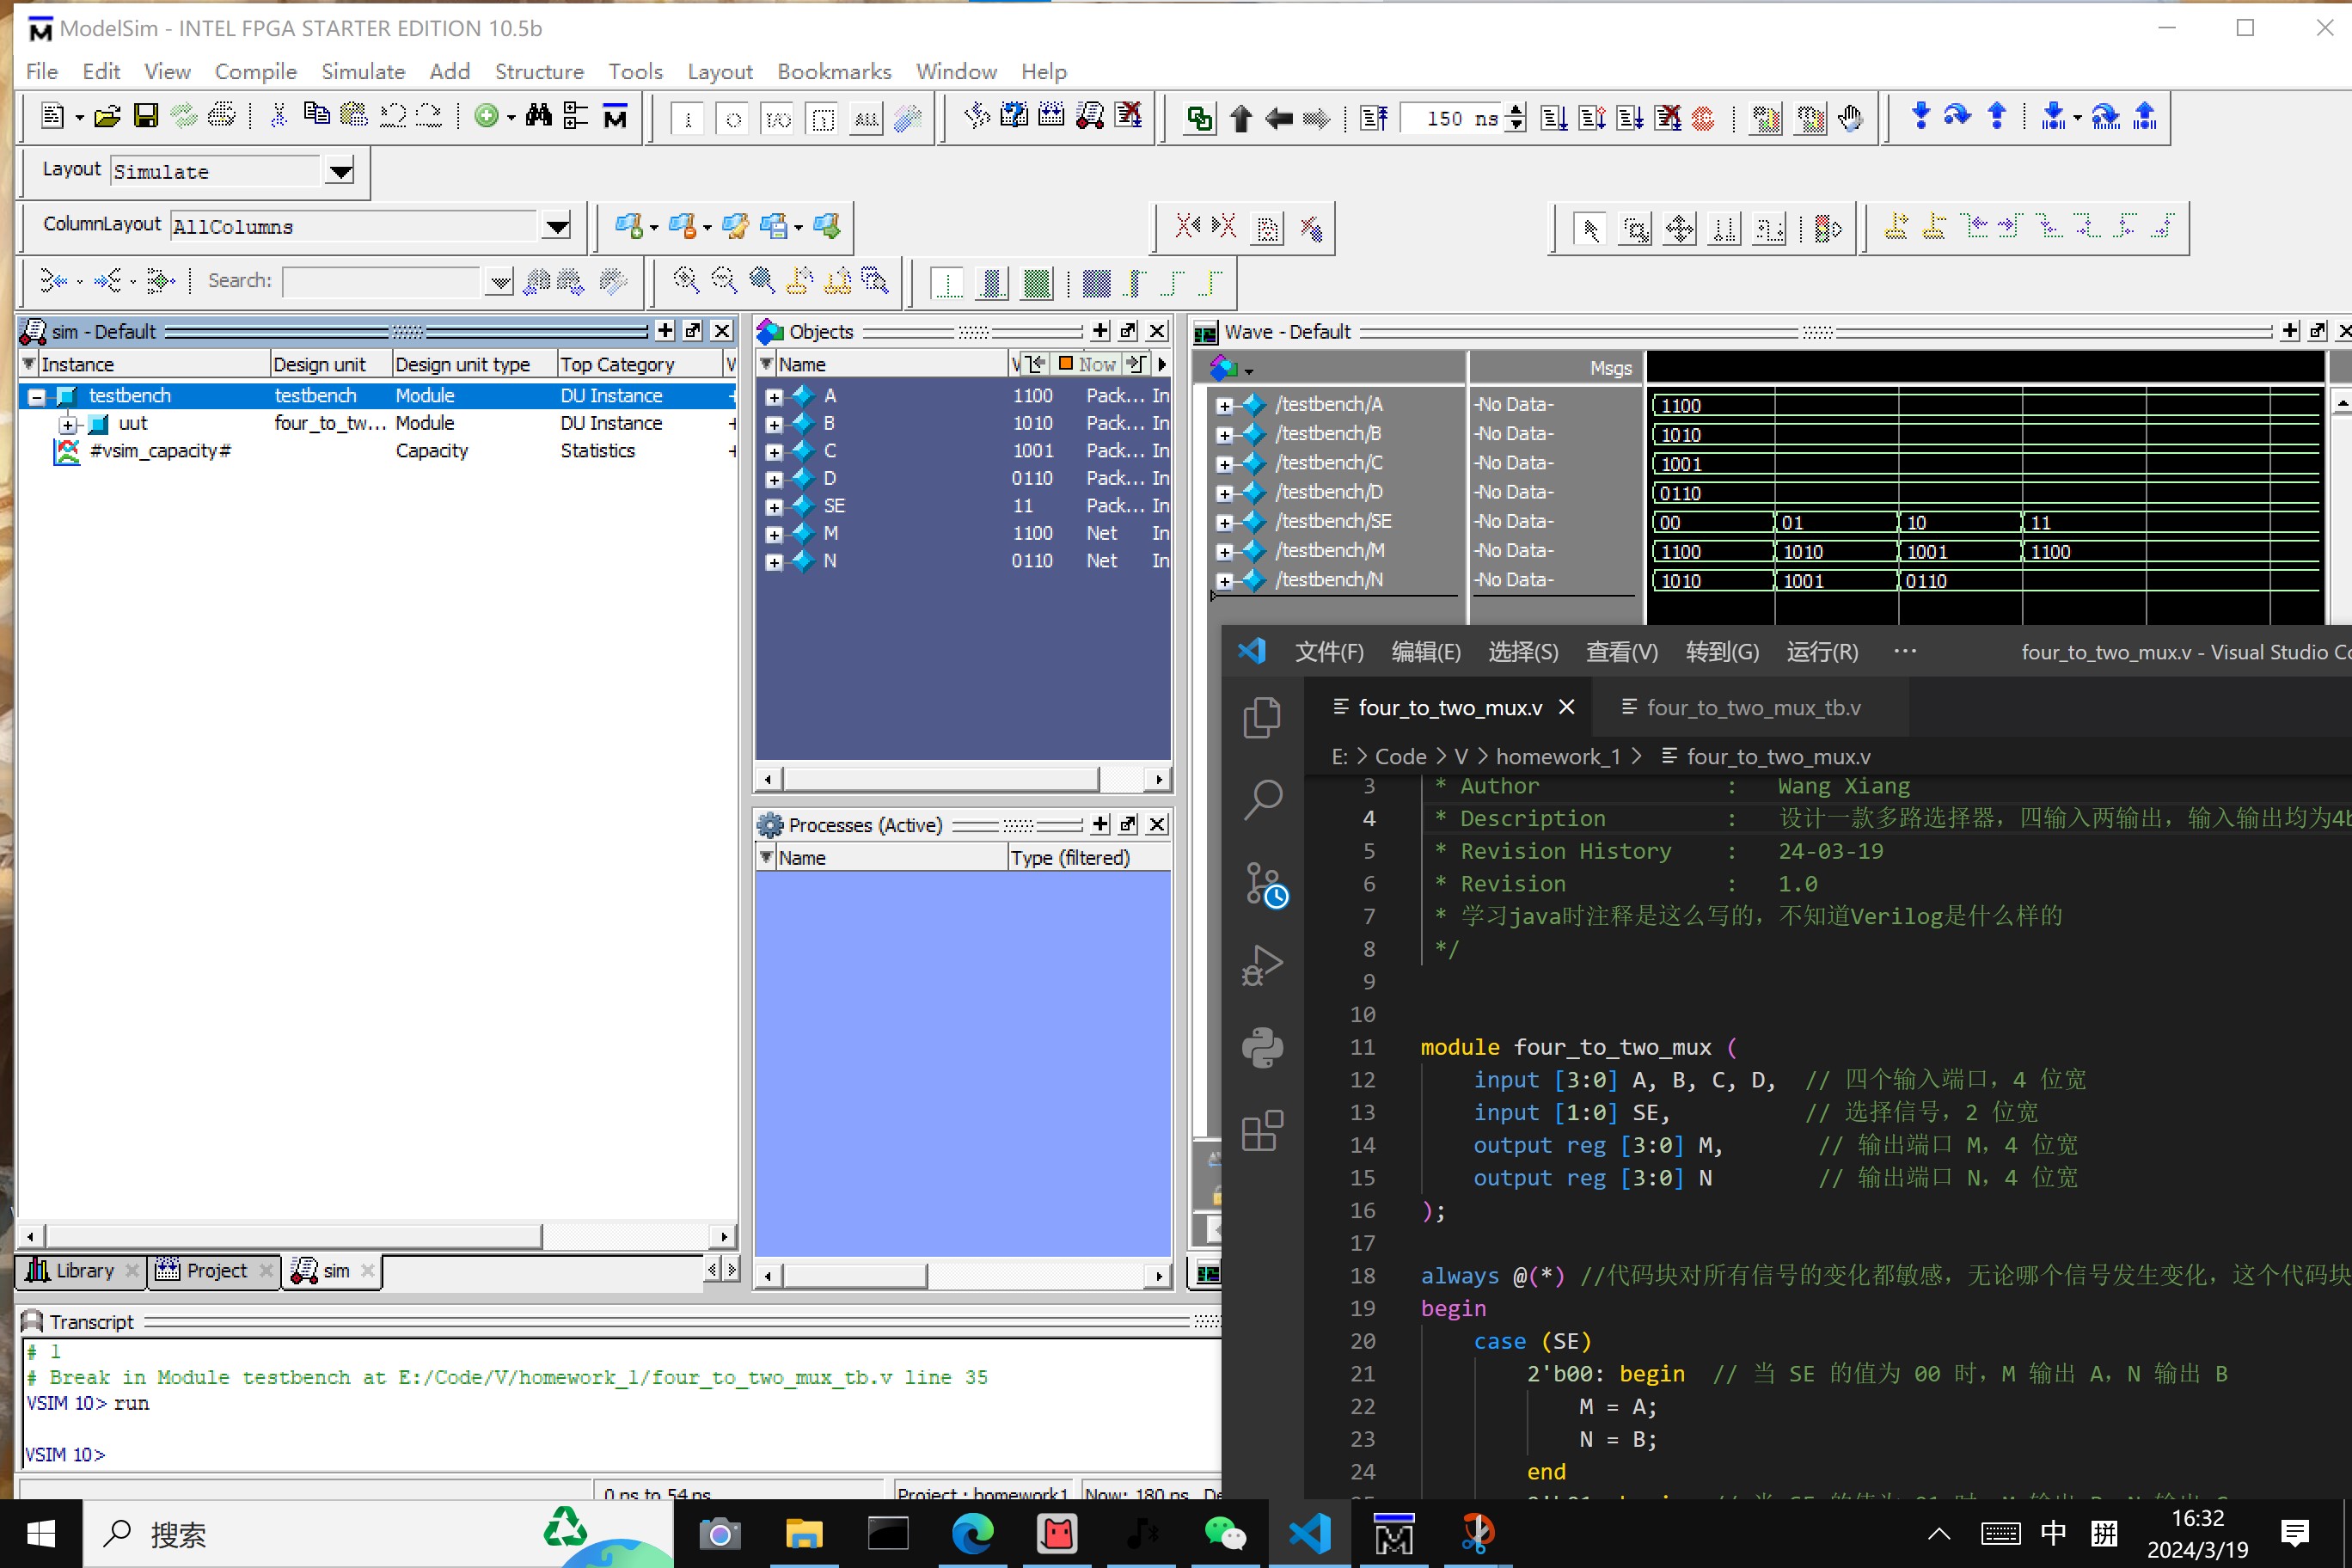 ModelSim - INTEL FPGA STARTER EDITION 10.5b
File Edit View Compile Simulate Add Structure Tools Layout Bookmarks Window Help
150 ns
Layout Simulate
ColumnLayout AllColumns
Search:
sim - Default
Instance Design unit Design unit type Top Category
testbench testbench Module DU Instance
uut four_to_tw... Module DU Instance
#vsim_capacity# Capacity Statistics
Library Project sim
Objects
Name Now
A 1100 Pack... In
B 1010 Pack... In
C 1001 Pack... In
D 0110 Pack... In
SE 11 Pack... In
M 1100 Net In
N 0110 Net In
Processes (Active)
Name Type (filtered)
Wave - Default
Msgs
/testbench/A -No Data- 1100
/testbench/B -No Data- 1010
/testbench/C -No Data- 1001
/testbench/D -No Data- 0110
/testbench/SE -No Data- 00 01 10 11
/testbench/M -No Data- 1100 1010 1001 1100
/testbench/N -No Data- 1010 1001 0110
文件(F) 编辑(E) 选择(S) 查看(V) 转到(G) 运行(R) ··· four_to_two_mux.v - Visual Studio Co
four_to_two_mux.v four_to_two_mux_tb.v
E: > Code > V > homework_1 > four_to_two_mux.v
3 * Author : Wang Xiang
4 * Description : 设计一款多路选择器，四输入两输出，输入输出均为4b
5 * Revision History : 24-03-19
6 * Revision : 1.0
7 * 学习java时注释是这么写的，不知道Verilog是什么样的
8 */
9
10
11 module four_to_two_mux (
12 input [3:0] A, B, C, D, // 四个输入端口，4 位宽
13 input [1:0] SE, // 选择信号，2 位宽
14 output reg [3:0] M, // 输出端口 M，4 位宽
15 output reg [3:0] N // 输出端口 N，4 位宽
16 );
17
18 always @(*) //代码块对所有信号的变化都敏感，无论哪个信号发生变化，这个代码块
19 begin
20 case (SE)
21 2'b00: begin // 当 SE 的值为 00 时，M 输出 A，N 输出 B
22 M = A;
23 N = B;
24 end
Transcript
# 1
# Break in Module testbench at E:/Code/V/homework_1/four_to_two_mux_tb.v line 35
VSIM 10> run
VSIM 10>
0 ns to 54 ns Project : homework1 Now: 180 ns De
搜索
中 拼
16:32
2024/3/19